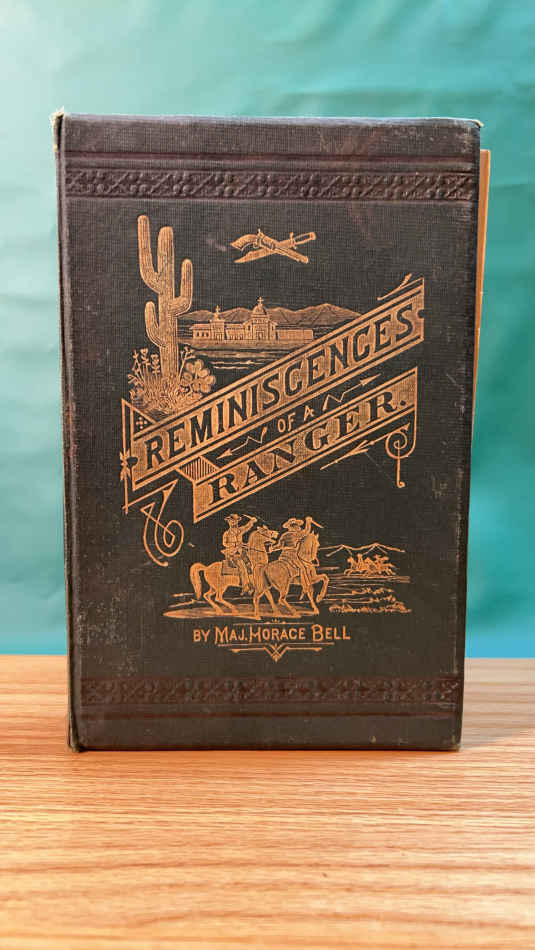 REMINISCENCES
OF A
RANGER.
BY MAJ. HORACE BELL